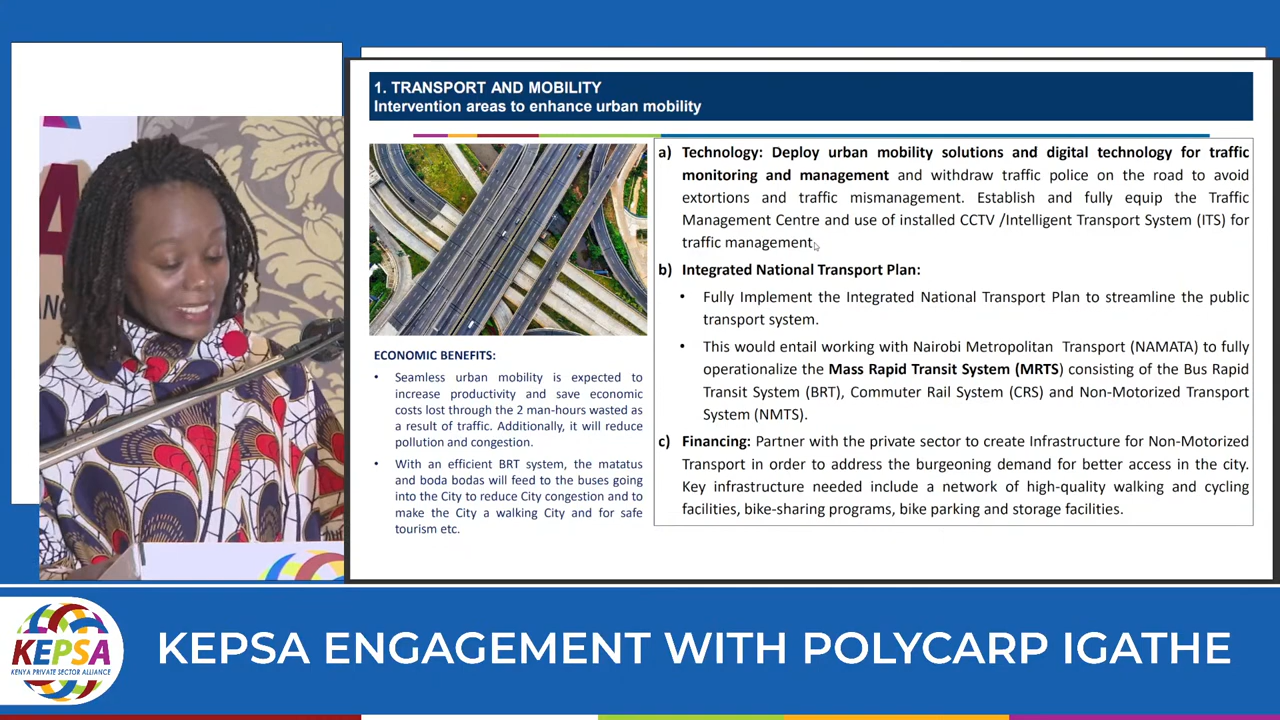 1. TRANSPORT AND MOBILITY
Intervention areas to enhance urban mobility
a) Technology: Deploy urban mobility solutions and digital technology for traffic
monitoring and management and withdraw traffic police on the road to avoid
extortions and traffic mismanagement. Establish and fully equip the Traffic
Management Centre and use of installed CCTV /Intelligent Transport System (ITS) for
traffic management.
b) Integrated National Transport Plan:
• Fully Implement the Integrated National Transport Plan to streamline the public
transport system.
• This would entail working with Nairobi Metropolitan Transport (NAMATA) to fully
operationalize the Mass Rapid Transit System (MRTS) consisting of the Bus Rapid
Transit System (BRT), Commuter Rail System (CRS) and Non-Motorized Transport
System (NMTS).
c) Financing: Partner with the private sector to create Infrastructure for Non-Motorized
Transport in order to address the burgeoning demand for better access in the city.
Key infrastructure needed include a network of high-quality walking and cycling
facilities, bike-sharing programs, bike parking and storage facilities.
ECONOMIC BENEFITS:
• Seamless urban mobility is expected to
increase productivity and save economic
costs lost through the 2 man-hours wasted as
a result of traffic. Additionally, it will reduce
pollution and congestion.
• With an efficient BRT system, the matatus
and boda bodas will feed to the buses going
into the City to reduce City congestion and to
make the City a walking City and for safe
tourism etc.
KEPSA
KENYA PRIVATE SECTOR ALLIANCE
KEPSA ENGAGEMENT WITH POLYCARP IGATHE